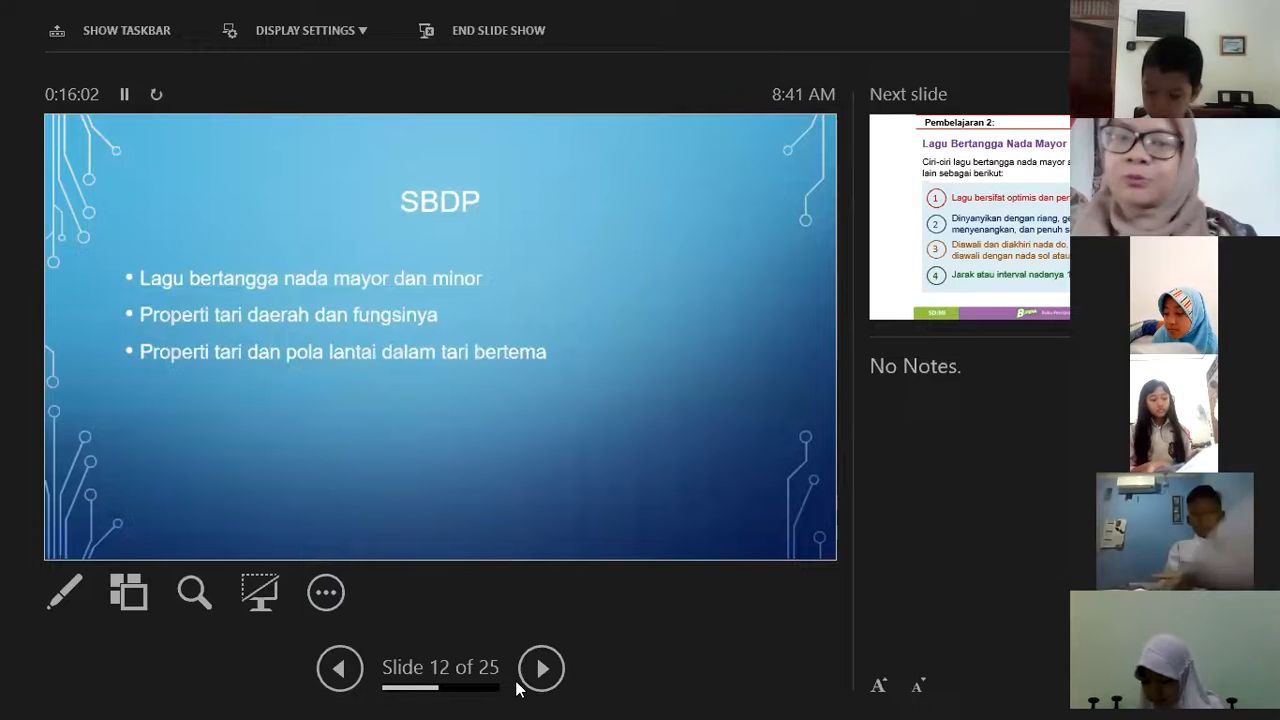 SHOW TASKBAR
DISPLAY SETTINGS ▼
END SLIDE SHOW
0:16:02
8:41 AM
SBDP
• Lagu bertangga nada mayor dan minor
• Properti tari daerah dan fungsinya
• Properti tari dan pola lantai dalam tari bertema
Slide 12 of 25
Next slide
Pembelajaran 2:
Lagu Bertangga Nada Mayor
Ciri-ciri lagu bertangga nada mayor a
lain sebagai berikut:
1 Lagu bersifat optimis dan per
2 Dinyanyikan dengan riang, ge
menyenangkan, dan penuh s
3 Diawali dan diakhiri nada do,
diawali dengan nada sol atau
4 Jarak atau interval nadanya 1
SD/MI
No Notes.
A A